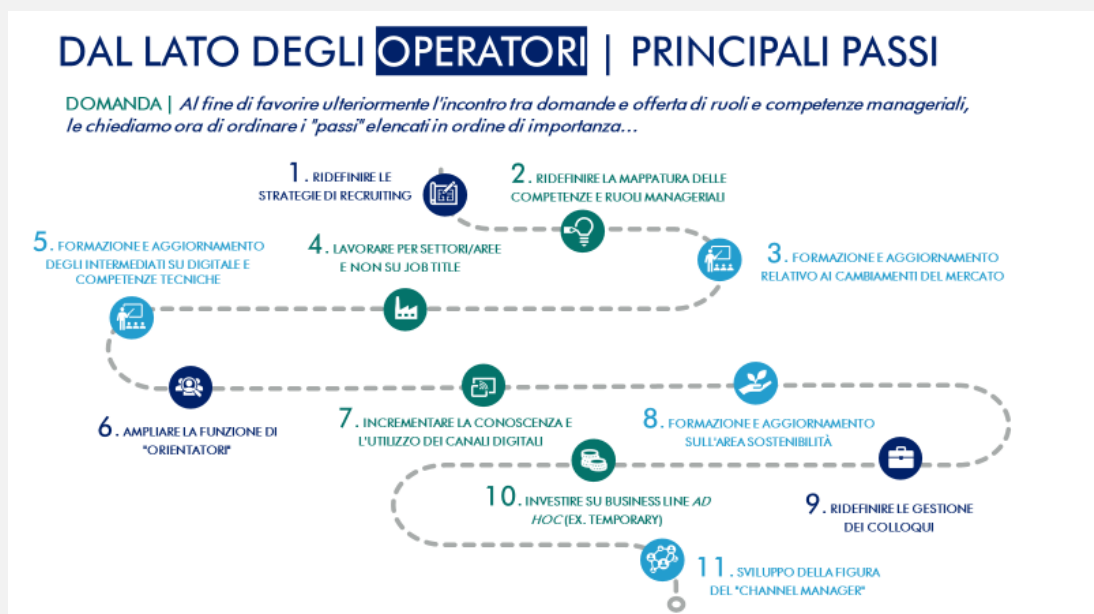 DAL LATO DEGLI OPERATORI | PRINCIPALI PASSI
DOMANDA | Al fine di favorire ulteriormente l'incontro tra domande e offerta di ruoli e competenze manageriali,
le chiediamo ora di ordinare i "passi" elencati in ordine di importanza...
1. RIDEFINIRE LE
STRATEGIE DI RECRUITING
2. RIDEFINIRE LA MAPPATURA DELLE
COMPETENZE E RUOLI MANAGERIALI
3. FORMAZIONE E AGGIORNAMENTO
RELATIVO AI CAMBIAMENTI DEL MERCATO
4. LAVORARE PER SETTORI/AREE
E NON SU JOB TITLE
5. FORMAZIONE E AGGIORNAMENTO
DEGLI INTERMEDIATI SU DIGITALE E
COMPETENZE TECNICHE
6. AMPLIARE LA FUNZIONE DI
"ORIENTATORI"
7. INCREMENTARE LA CONOSCENZA E
L'UTILIZZO DEI CANALI DIGITALI
8. FORMAZIONE E AGGIORNAMENTO
SULL'AREA SOSTENIBILITÀ
9. RIDEFINIRE LE GESTIONE
DEI COLLOQUI
10. INVESTIRE SU BUSINESS LINE AD
HOC (EX. TEMPORARY)
11. SVILUPPO DELLA FIGURA
DEL "CHANNEL MANAGER"